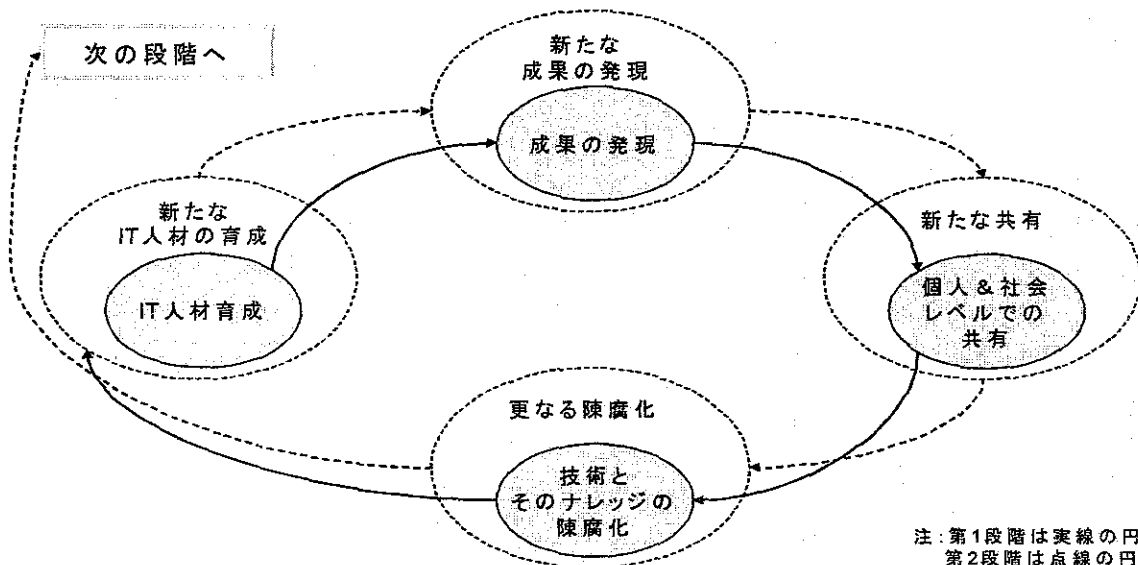 次の段階へ
新たな
成果の発現
成果の発現
新たな
IT人材の育成
IT人材育成
新たな共有
個人&社会
レベルでの
共有
更なる陳腐化
技術と
そのナレッジの
陳腐化
注:第1段階は実線の円
第2段階は点線の円